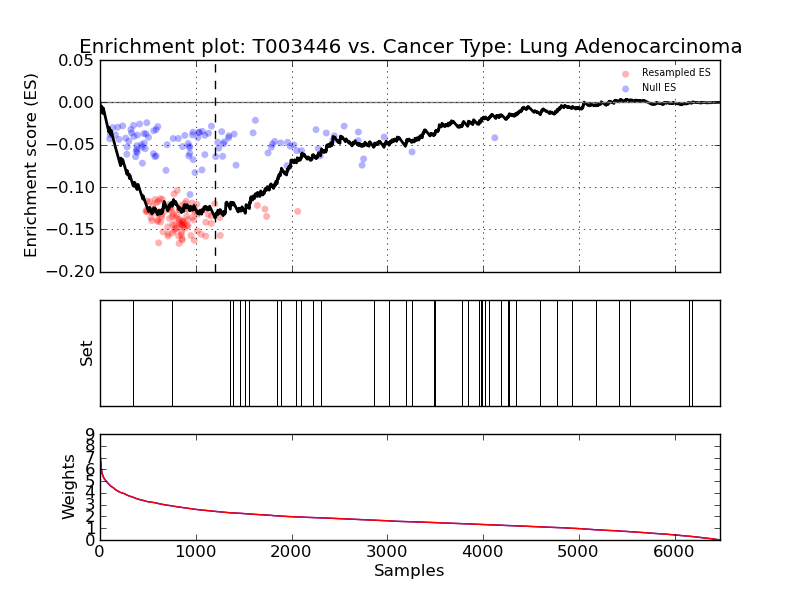 Enrichment plot: T003446 vs. Cancer Type: Lung Adenocarcinoma
0.05
0.00
−0.05
−0.10
−0.15
−0.20
Enrichment score (ES)
Resampled ES
Null ES
Set
9
8
7
6
5
4
3
2
1
0
Weights
0 1000 2000 3000 4000 5000 6000
Samples